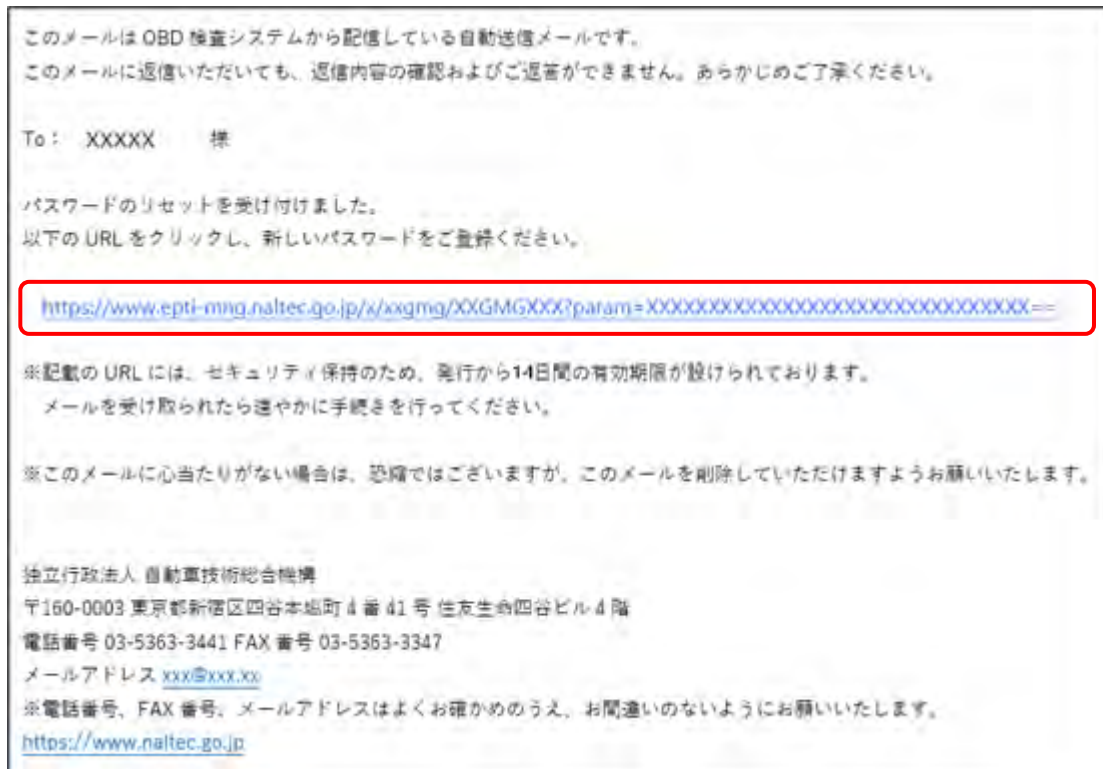 このメールは OBD 検査システムから配信している自動送信メールです。
このメールに返信いただいても、返信内容の確認およびご返答ができません。あらかじめご了承ください。
To： XXXXX 様
パスワードのリセットを受け付けました。
以下の URL をクリックし、新しいパスワードをご登録ください。
https://www.epti-mng.naltec.go.jp/x/xxgmg/XXGMGXXX?param=XXXXXXXXXXXXXXXXXXXXXXXXXXXXXXXX==
※記載の URL には、セキュリティ保持のため、発行から14日間の有効期限が設けられております。
メールを受け取られたら速やかに手続きを行ってください。
※このメールに心当たりがない場合は、恐縮ではございますが、このメールを削除していただけますようお願いいたします。
独立行政法人 自動車技術総合機構
〒160-0003 東京都新宿区四谷本塩町 4 番 41 号 住友生命四谷ビル 4 階
電話番号 03-5363-3441 FAX 番号 03-5363-3347
メールアドレス xxx@xxx.xx
※電話番号、FAX 番号、メールアドレスはよくお確かめのうえ、お間違いのないようにお願いいたします。
https://www.naltec.go.jp